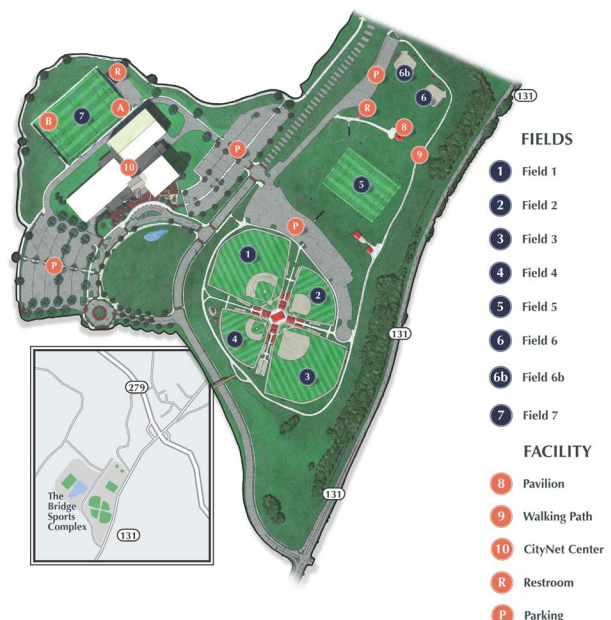 R
P
6b
131
6
A
R
B
7
8
P
10
9
5
P
1
P
2
131
4
3
279
131
The
Bridge
Sports
Complex
131
FIELDS
1 Field 1
2 Field 2
3 Field 3
4 Field 4
5 Field 5
6 Field 6
6b Field 6b
7 Field 7
FACILITY
8 Pavilion
9 Walking Path
10 CityNet Center
R Restroom
P Parking